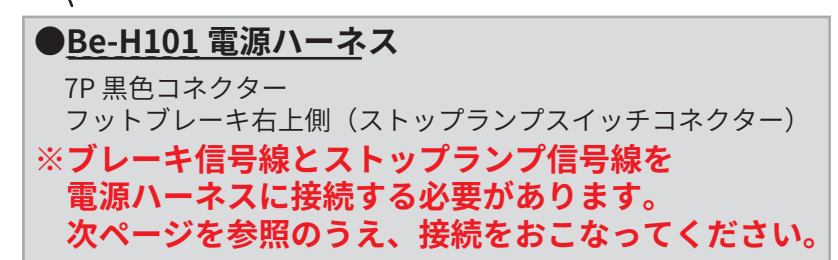 ●Be-H101 電源ハーネス
7P 黒色コネクター
フットブレーキ右上側（ストップランプスイッチコネクター）
※ブレーキ信号線とストップランプ信号線を
電源ハーネスに接続する必要があります。
次ページを参照のうえ、接続をおこなってください。